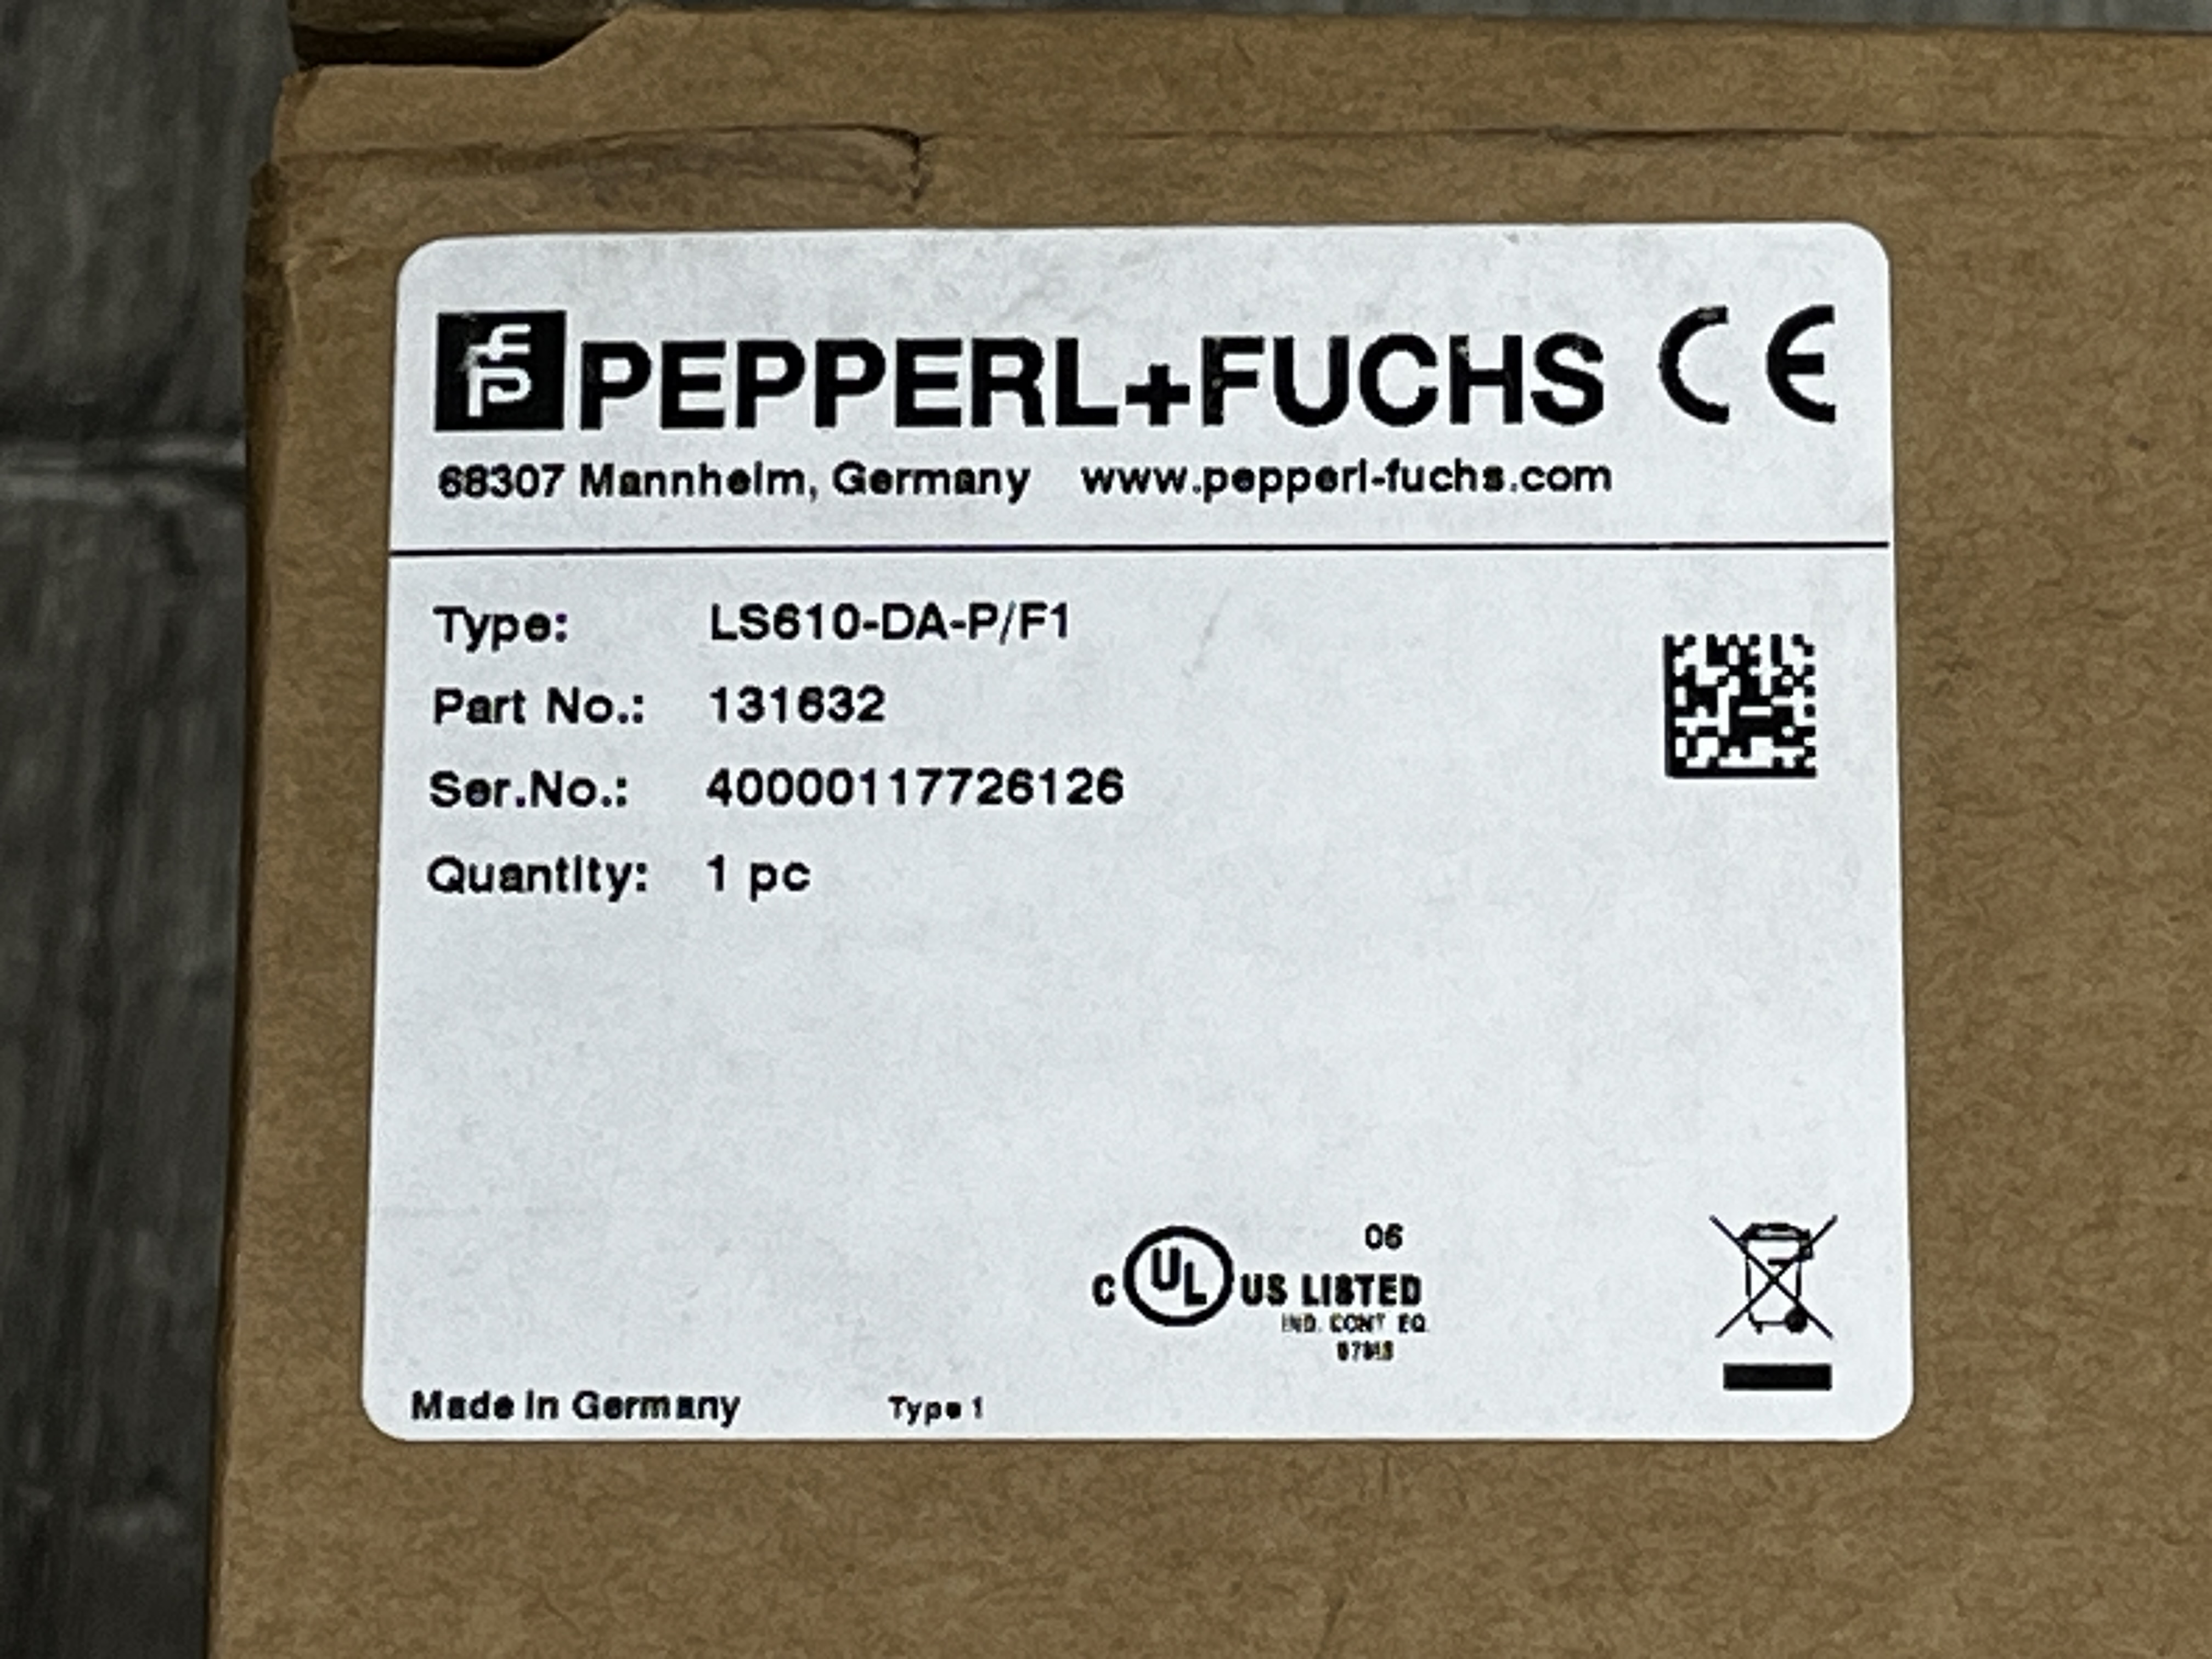 PEPPERL+FUCHS CE
68307 Mannheim, Germany www.pepperl-fuchs.com
Type: LS610-DA-P/F1
Part No.: 131632
Ser.No.: 40000117726126
Quantity: 1 pc
06
C UL US LISTED
IND. CONT EQ.
Made in Germany Type 1